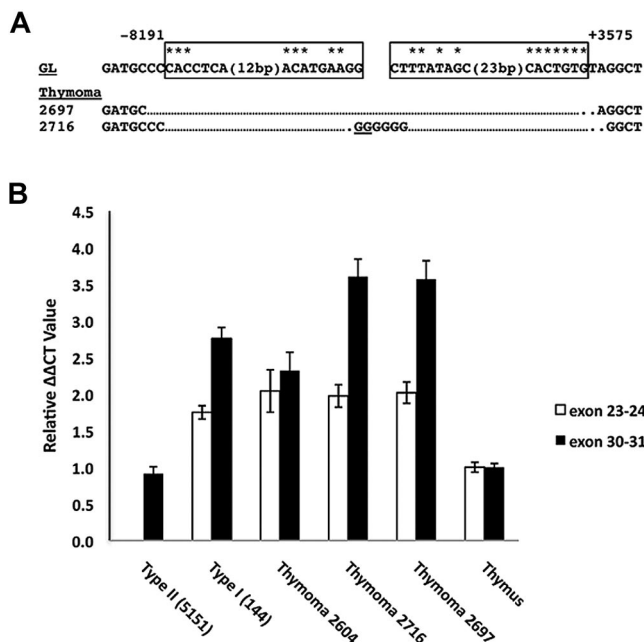 A
-8191 +3575
*** *** ** ** * * *******
GL GATGCCCCACCTCA(12bp)ACATGAAGG CTTTATAGC(23bp)CACTGTGTAGGCT
Thymoma
2697 GATGC.......................................................AGGCT
2716 GATGCCC..........................GGGGGG..........................GGCT
B
4.5
4.0
3.5
3.0
2.5
2.0
1.5
1.0
0.5
0.0
Relative ΔΔCT Value
exon 23-24
exon 30-31
Type II (5151)
Type I (144)
Thymoma 2604
Thymoma 2716
Thymoma 2697
Thymus